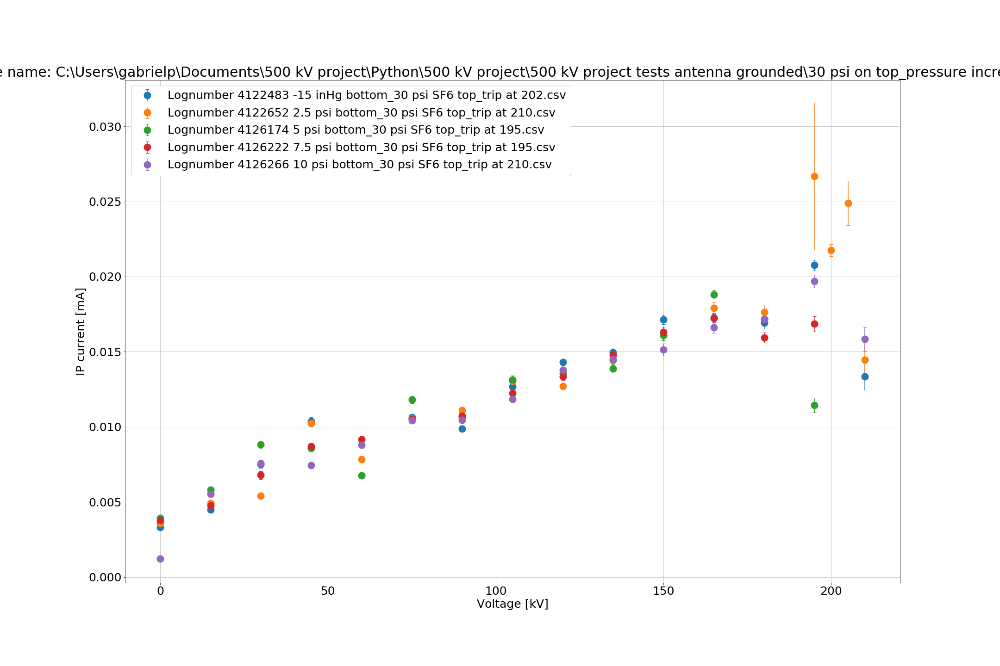 e name: C:\Users\gabrielp\Documents\500 kV project\Python\500 kV project\500 kV project tests antenna grounded\30 psi on top_pressure incre
Lognumber 4122483 -15 inHg bottom_30 psi SF6 top_trip at 202.csv
Lognumber 4122652 2.5 psi bottom_30 psi SF6 top_trip at 210.csv
Lognumber 4126174 5 psi bottom_30 psi SF6 top_trip at 195.csv
Lognumber 4126222 7.5 psi bottom_30 psi SF6 top_trip at 195.csv
Lognumber 4126266 10 psi bottom_30 psi SF6 top_trip at 210.csv
0.030
0.025
0.020
0.015
0.010
0.005
0.000
IP current [mA]
0 50 100 150 200
Voltage [kV]